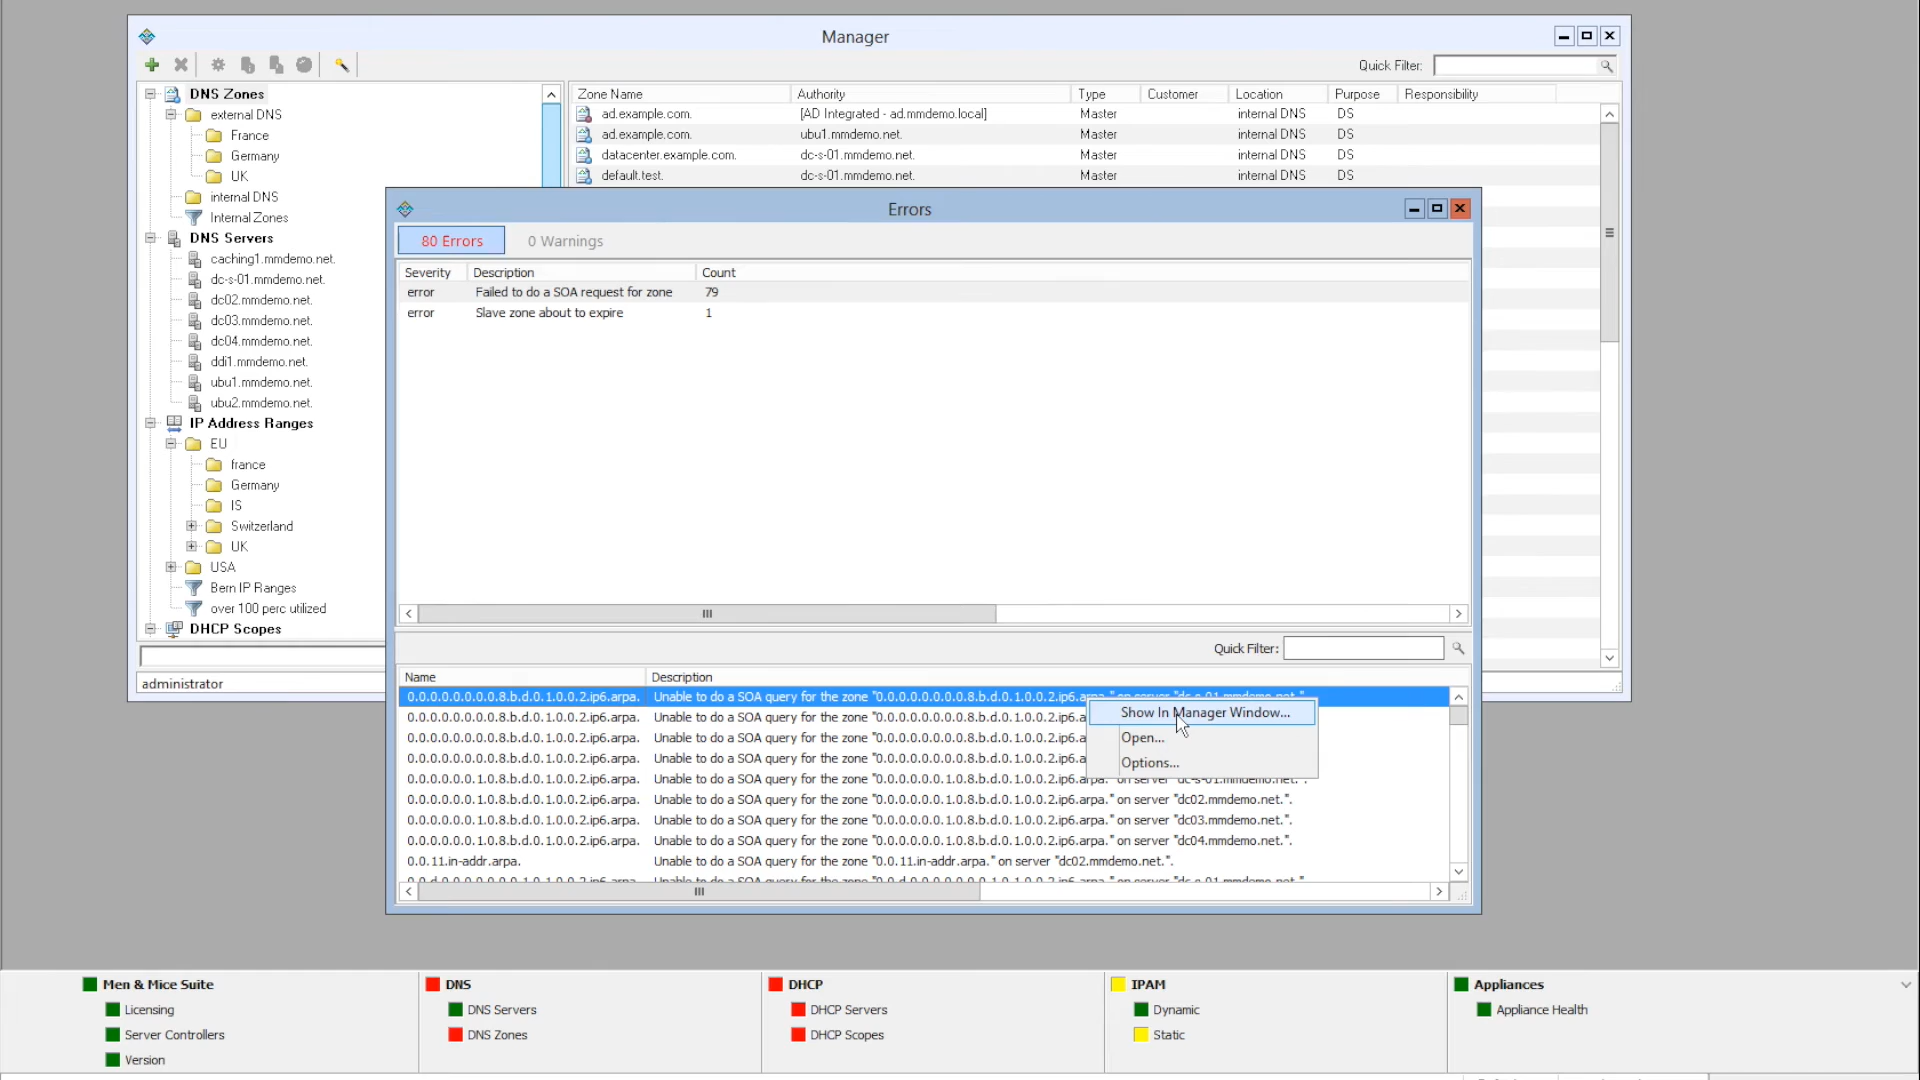 Manager
Quick Filter:
DNS Zones
external DNS
France
Germany
UK
internal DNS
Internal Zones
DNS Servers
caching1.mmdemo.net.
dc-s-01.mmdemo.net.
dc02.mmdemo.net.
dc03.mmdemo.net.
dc04.mmdemo.net.
ddi1.mmdemo.net.
ubu1.mmdemo.net.
ubu2.mmdemo.net.
IP Address Ranges
EU
france
Germany
IS
Switzerland
UK
USA
Bern IP Ranges
over 100 perc utilized
DHCP Scopes
administrator
Zone Name Authority Type Customer Location Purpose Responsibility
ad.example.com. [AD Integrated - ad.mmdemo.local] Master internal DNS DS
ad.example.com. ubu1.mmdemo.net. Master internal DNS DS
datacenter.example.com. dc-s-01.mmdemo.net. Master internal DNS DS
default.test. dc-s-01.mmdemo.net. Master internal DNS DS
Errors
80 Errors 0 Warnings
Severity Description Count
error Failed to do a SOA request for zone 79
error Slave zone about to expire 1
Quick Filter:
Name Description
0.0.0.0.0.0.0.0.8.b.d.0.1.0.0.2.ip6.arpa. Unable to do a SOA query for the zone "0.0.0.0.0.0.0.0.8.b.d.0.1.0.0.2.ip6.arpa." on server "dc-s-01.mmdemo.net.".
0.0.0.0.0.0.0.0.8.b.d.0.1.0.0.2.ip6.arpa. Unable to do a SOA query for the zone "0.0.0.0.0.0.0.0.8.b.d.0.1.0.0.2.ip6.a
0.0.0.0.0.0.0.0.8.b.d.0.1.0.0.2.ip6.arpa. Unable to do a SOA query for the zone "0.0.0.0.0.0.0.0.8.b.d.0.1.0.0.2.ip6.a
0.0.0.0.0.0.0.0.8.b.d.0.1.0.0.2.ip6.arpa. Unable to do a SOA query for the zone "0.0.0.0.0.0.0.0.8.b.d.0.1.0.0.2.ip6.a
0.0.0.0.0.0.1.0.8.b.d.0.1.0.0.2.ip6.arpa. Unable to do a SOA query for the zone "0.0.0.0.0.0.1.0.8.b.d.0.1.0.0.2.ip6.arpa." on server "dc-s-01.mmdemo.net.".
0.0.0.0.0.0.1.0.8.b.d.0.1.0.0.2.ip6.arpa. Unable to do a SOA query for the zone "0.0.0.0.0.0.1.0.8.b.d.0.1.0.0.2.ip6.arpa." on server "dc02.mmdemo.net.".
0.0.0.0.0.0.1.0.8.b.d.0.1.0.0.2.ip6.arpa. Unable to do a SOA query for the zone "0.0.0.0.0.0.1.0.8.b.d.0.1.0.0.2.ip6.arpa." on server "dc03.mmdemo.net.".
0.0.0.0.0.0.1.0.8.b.d.0.1.0.0.2.ip6.arpa. Unable to do a SOA query for the zone "0.0.0.0.0.0.1.0.8.b.d.0.1.0.0.2.ip6.arpa." on server "dc04.mmdemo.net.".
0.0.11.in-addr.arpa. Unable to do a SOA query for the zone "0.0.11.in-addr.arpa." on server "dc02.mmdemo.net.".
Show In Manager Window...
Open...
Options...
Men & Mice Suite
Licensing
Server Controllers
Version
DNS
DNS Servers
DNS Zones
DHCP
DHCP Servers
DHCP Scopes
IPAM
Dynamic
Static
Appliances
Appliance Health